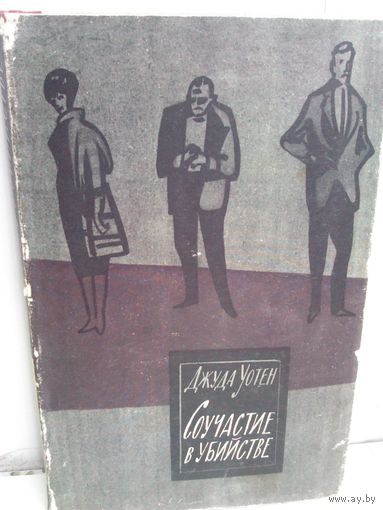 Джуда Уотен
Соучастие
в убийстве
www.ay.by